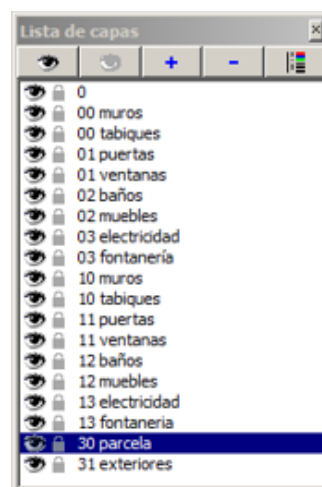 Lista de capas
0
00 muros
00 tabiques
01 puertas
01 ventanas
02 baños
02 muebles
03 electricidad
03 fontanería
10 muros
10 tabiques
11 puertas
11 ventanas
12 baños
12 muebles
13 electricidad
13 fontaneria
30 parcela
31 exteriores